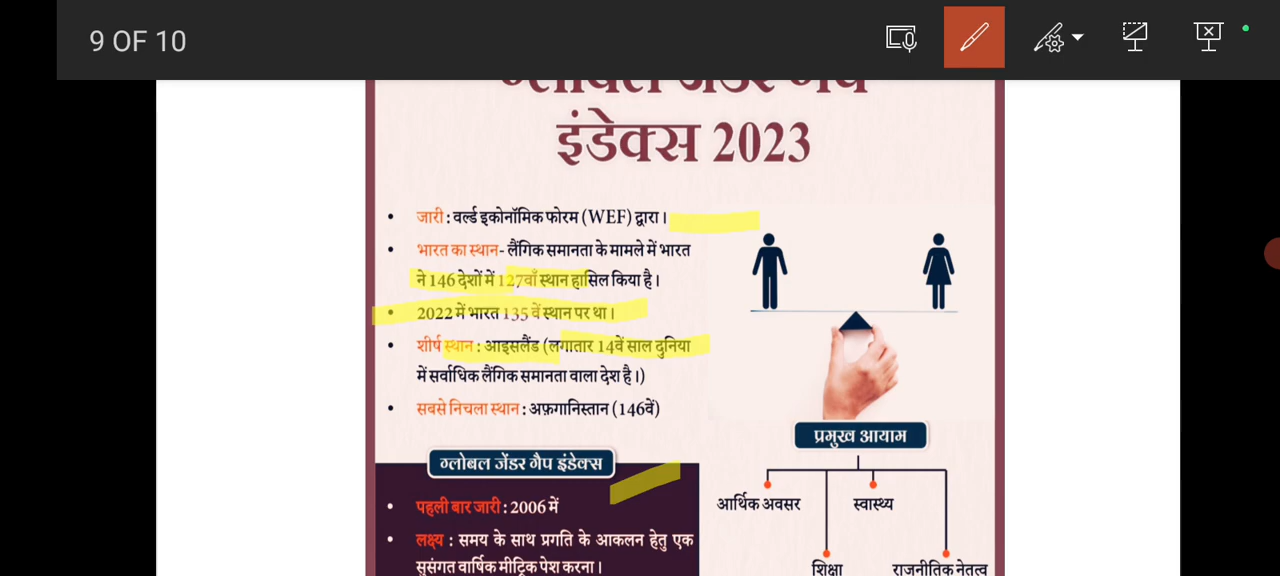 9 OF 10
ग्लोबल जेंडर गैप
इंडेक्स 2023
• जारी : वर्ल्ड इकोनॉमिक फोरम (WEF) द्वारा।
• भारत का स्थान- लैंगिक समानता के मामले में भारत
ने 146 देशों में 127वाँ स्थान हासिल किया है।
• 2022 में भारत 135 वें स्थान पर था।
• शीर्ष स्थान : आइसलैंड (लगातार 14वें साल दुनिया
में सर्वाधिक लैंगिक समानता वाला देश है।)
• सबसे निचला स्थान : अफ़गानिस्तान (146वें)
ग्लोबल जेंडर गैप इंडेक्स
• पहली बार जारी : 2006 में
• लक्ष्य : समय के साथ प्रगति के आकलन हेतु एक
सुसंगत वार्षिक मीट्रिक पेश करना।
प्रमुख आयाम
आर्थिक अवसर
स्वास्थ्य
शिक्षा
राजनीतिक नेतृत्व